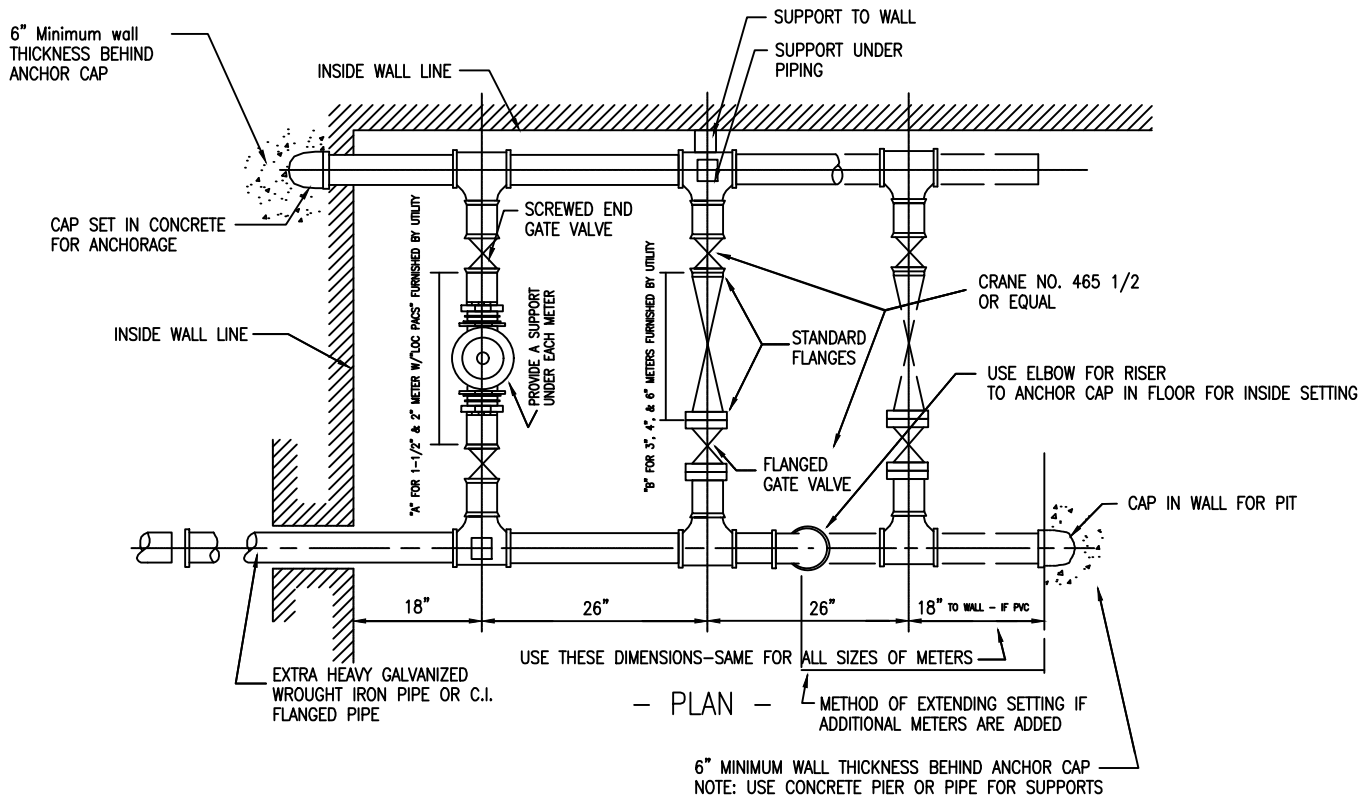 SUPPORT TO WALL
6" Minimum wall
THICKNESS BEHIND
ANCHOR CAP
SUPPORT UNDER
PIPING
INSIDE WALL LINE
CAP SET IN CONCRETE
FOR ANCHORAGE
SCREWED END
GATE VALVE
"A" FOR 1-1/2" & 2" METER W/"LOC PACS" FURNISHED BY UTILITY
"B" FOR 3", 4", & 6" METERS FURNISHED BY UTILITY
CRANE NO. 465 1/2
OR EQUAL
INSIDE WALL LINE
PROVIDE A SUPPORT
UNDER EACH METER
STANDARD
FLANGES
USE ELBOW FOR RISER
TO ANCHOR CAP IN FLOOR FOR INSIDE SETTING
FLANGED
GATE VALVE
CAP IN WALL FOR PIT
18" 26" 26" 18" TO WALL - IF PVC
USE THESE DIMENSIONS-SAME FOR ALL SIZES OF METERS
EXTRA HEAVY GALVANIZED
WROUGHT IRON PIPE OR C.I.
FLANGED PIPE
- PLAN -
METHOD OF EXTENDING SETTING IF
ADDITIONAL METERS ARE ADDED
6" MINIMUM WALL THICKNESS BEHIND ANCHOR CAP
NOTE: USE CONCRETE PIER OR PIPE FOR SUPPORTS